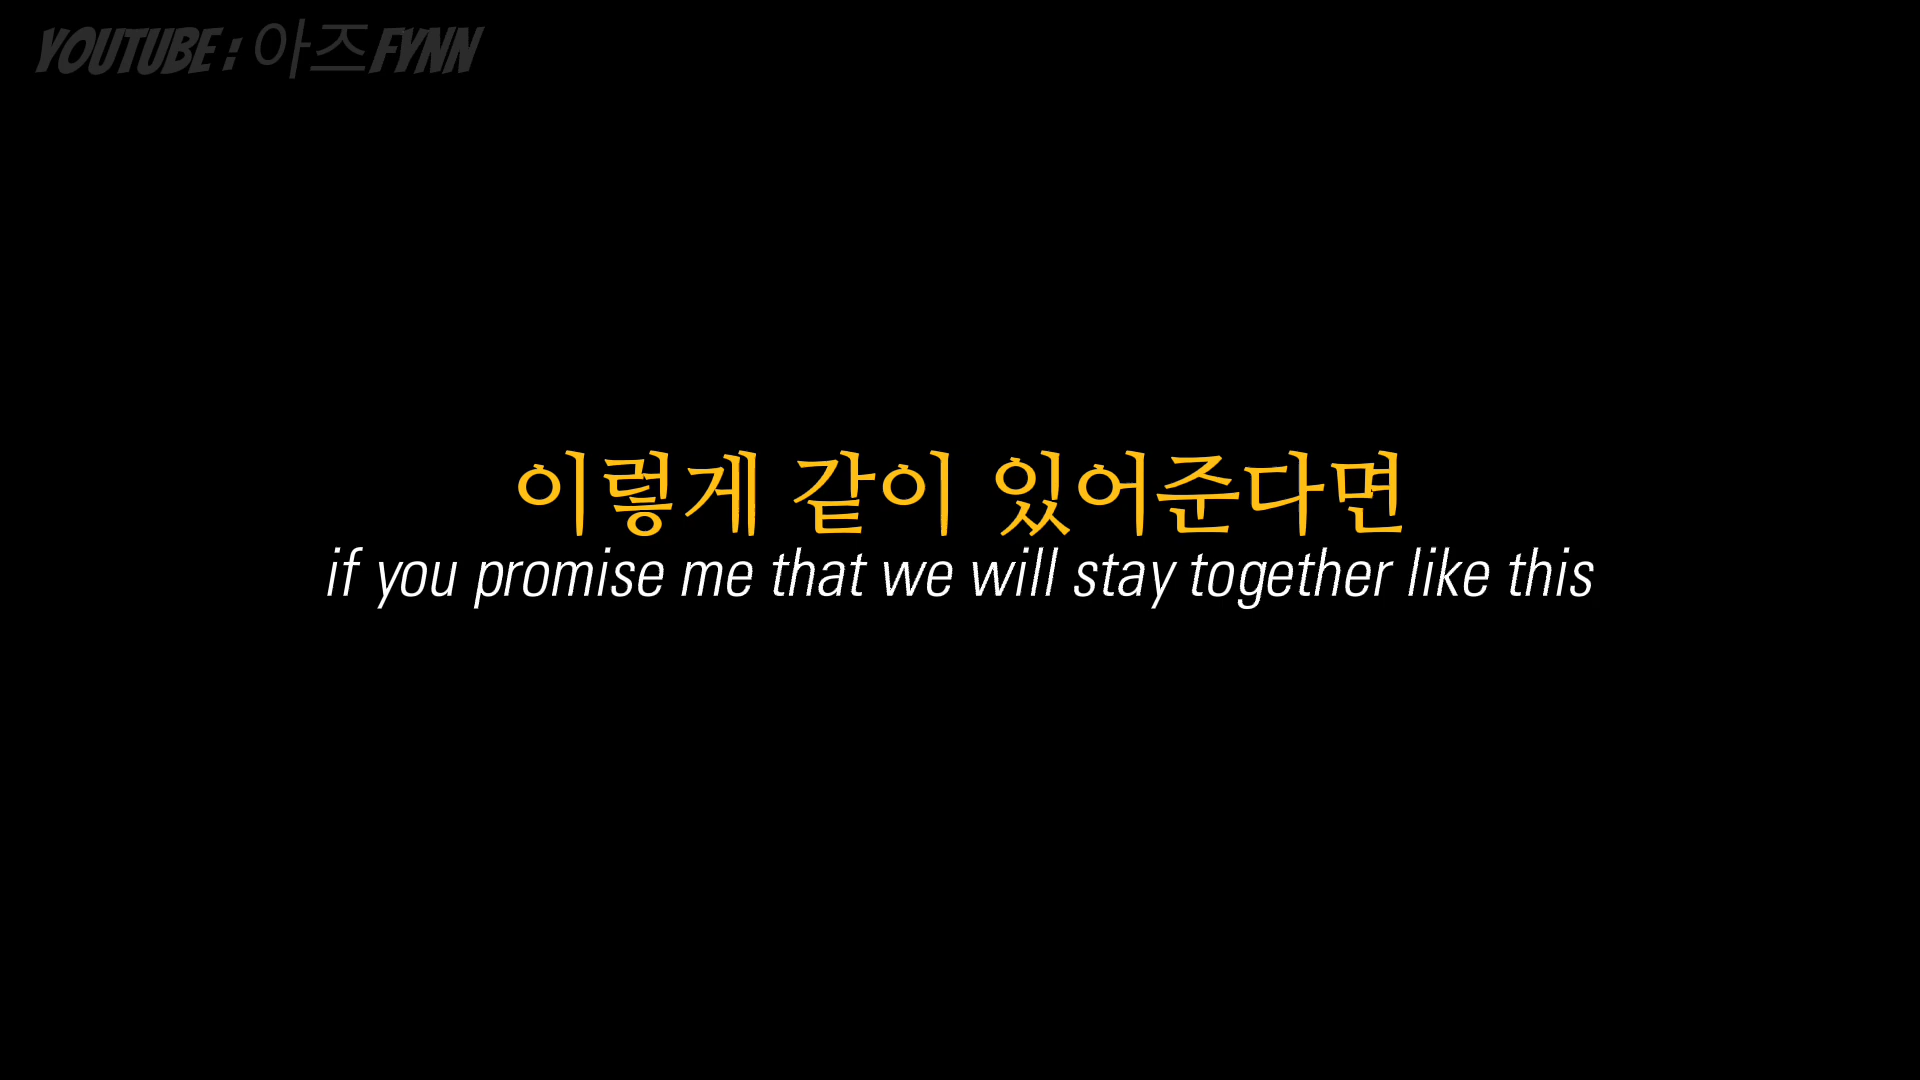 YOUTUBE : 아즈FYNN
이렇게 같이 있어준다면
if you promise me that we will stay together like this